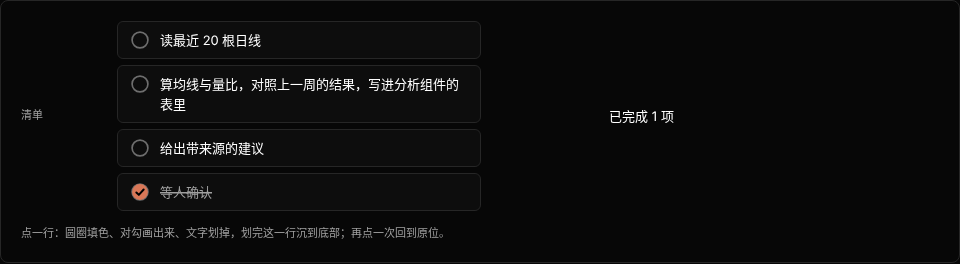 读最近 20 根日线
算均线与量比，对照上一周的结果，写进分析组件的
表里
清单
已完成 1 项
给出带来源的建议
等人确认
点一行：圆圈填色、对勾画出来、文字划掉，划完这一行沉到底部；再点一次回到原位。